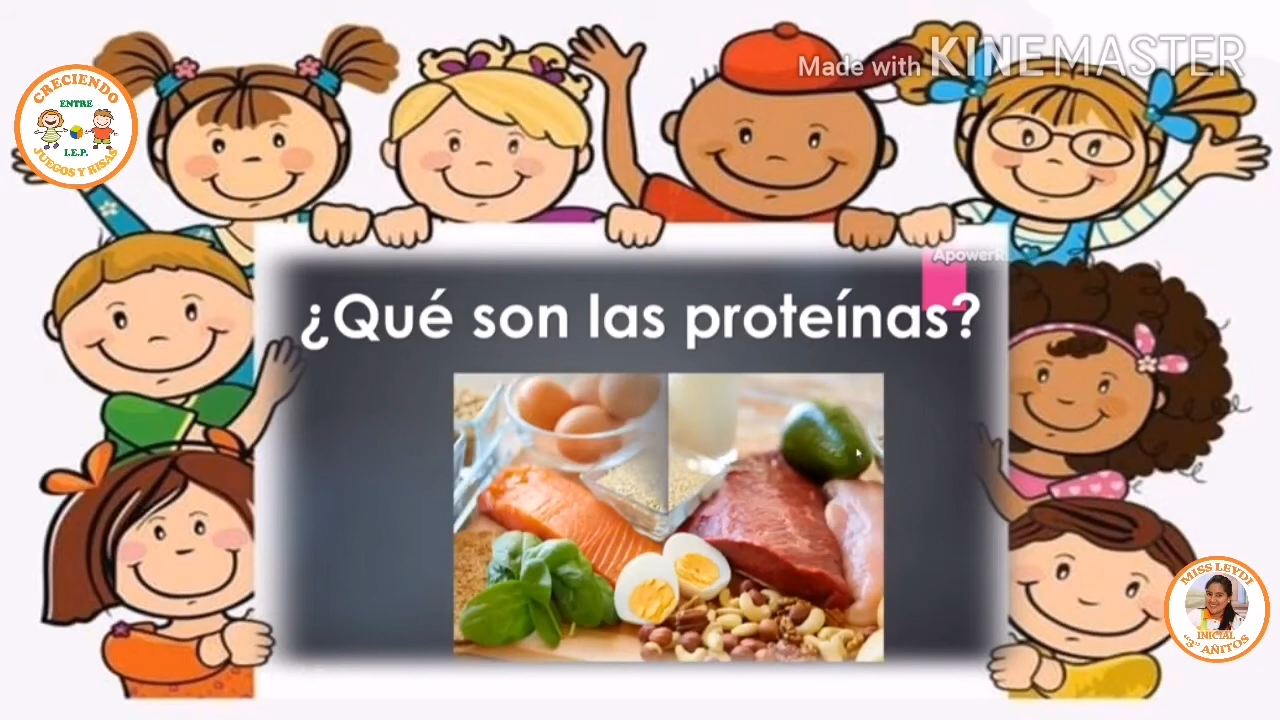 Made with KINEMASTER
CRECIENDO
ENTRE
I.E.P.
JUEGOS Y RISAS
¿Qué son las proteínas?
MISS LEYDI
INICIAL
"3" AÑITOS